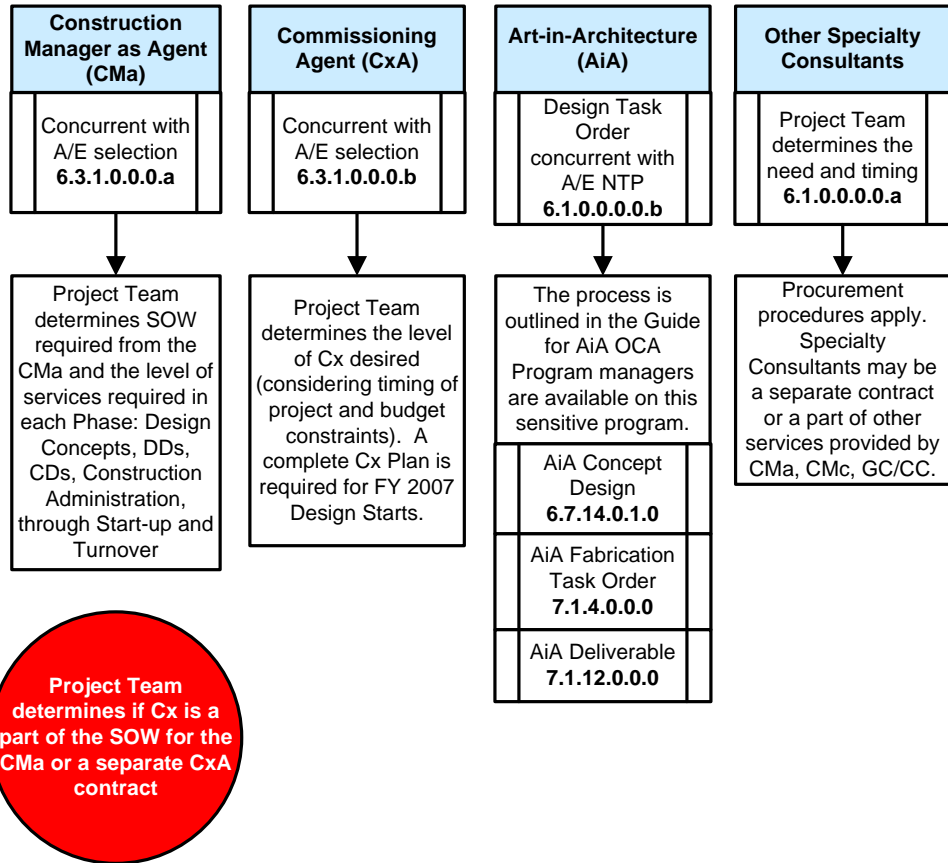 Construction
Manager as Agent
(CMa)
Concurrent with
A/E selection
6.3.1.0.0.0.a
Project Team
determines SOW
required from the
CMa and the level of
services required in
each Phase: Design
Concepts, DDs,
CDs, Construction
Administration,
through Start-up and
Turnover
Commissioning
Agent (CxA)
Concurrent with
A/E selection
6.3.1.0.0.0.b
Project Team
determines the level
of Cx desired
(considering timing of
project and budget
constraints).  A
complete Cx Plan is
required for FY 2007
Design Starts.
Art-in-Architecture
(AiA)
Design Task
Order
concurrent with
A/E NTP
6.1.0.0.0.0.b
The process is
outlined in the Guide
for AiA OCA
Program managers
are available on this
sensitive program.
AiA Concept
Design
6.7.14.0.1.0
AiA Fabrication
Task Order
7.1.4.0.0.0
AiA Deliverable
7.1.12.0.0.0
Other Specialty
Consultants
Project Team
determines the
need and timing
6.1.0.0.0.0.a
Procurement
procedures apply.
Specialty
Consultants may be
a separate contract
or a part of other
services provided by
CMa, CMc, GC/CC.
Project Team
determines if Cx is a
part of the SOW for the
CMa or a separate CxA
contract